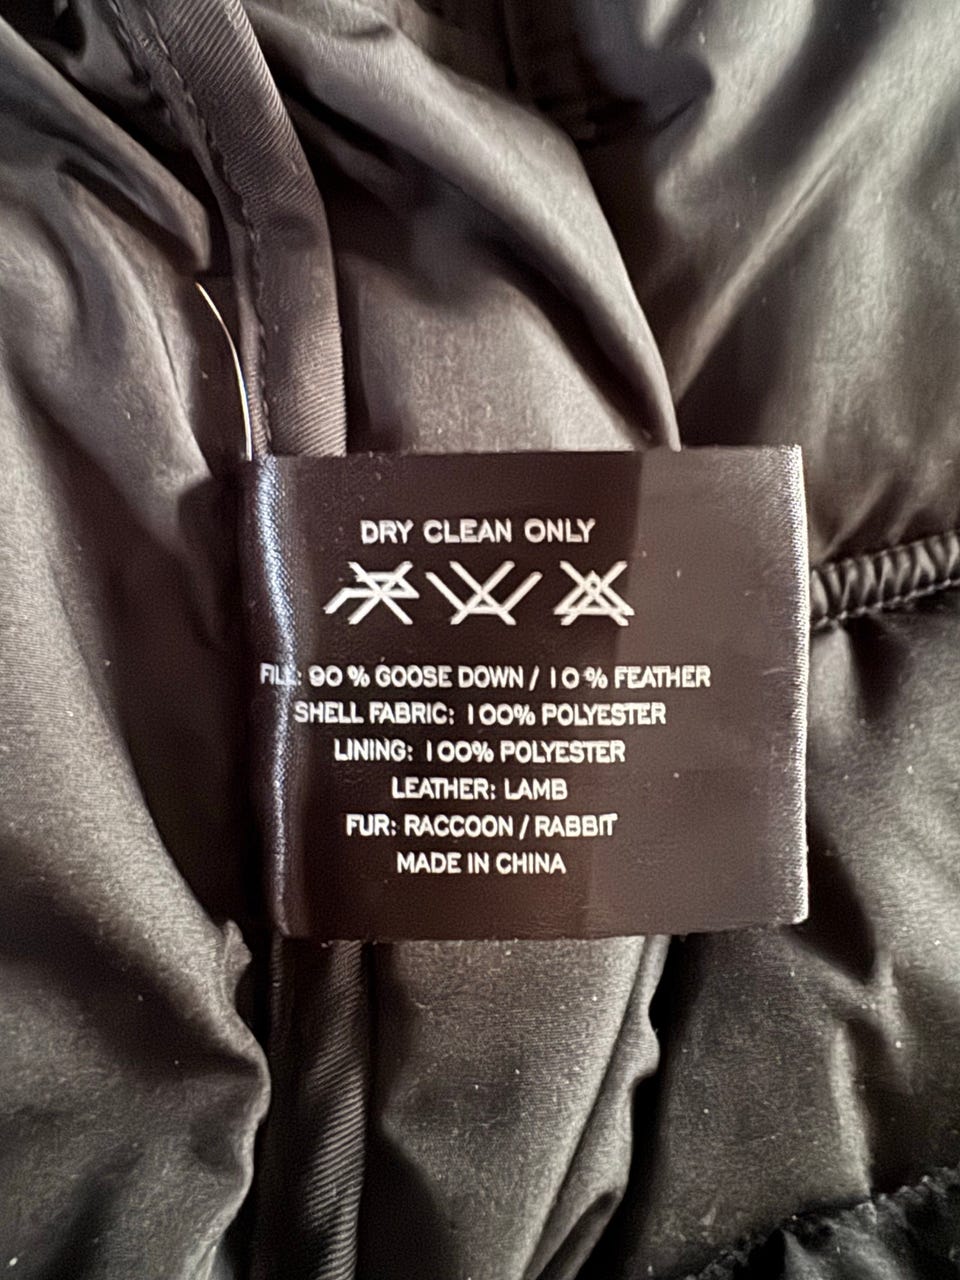 DRY CLEAN ONLY
FILL: 90 % GOOSE DOWN / 10 % FEATHER
SHELL FABRIC: 100% POLYESTER
LINING: 100% POLYESTER
LEATHER: LAMB
FUR: RACCOON / RABBIT
MADE IN CHINA